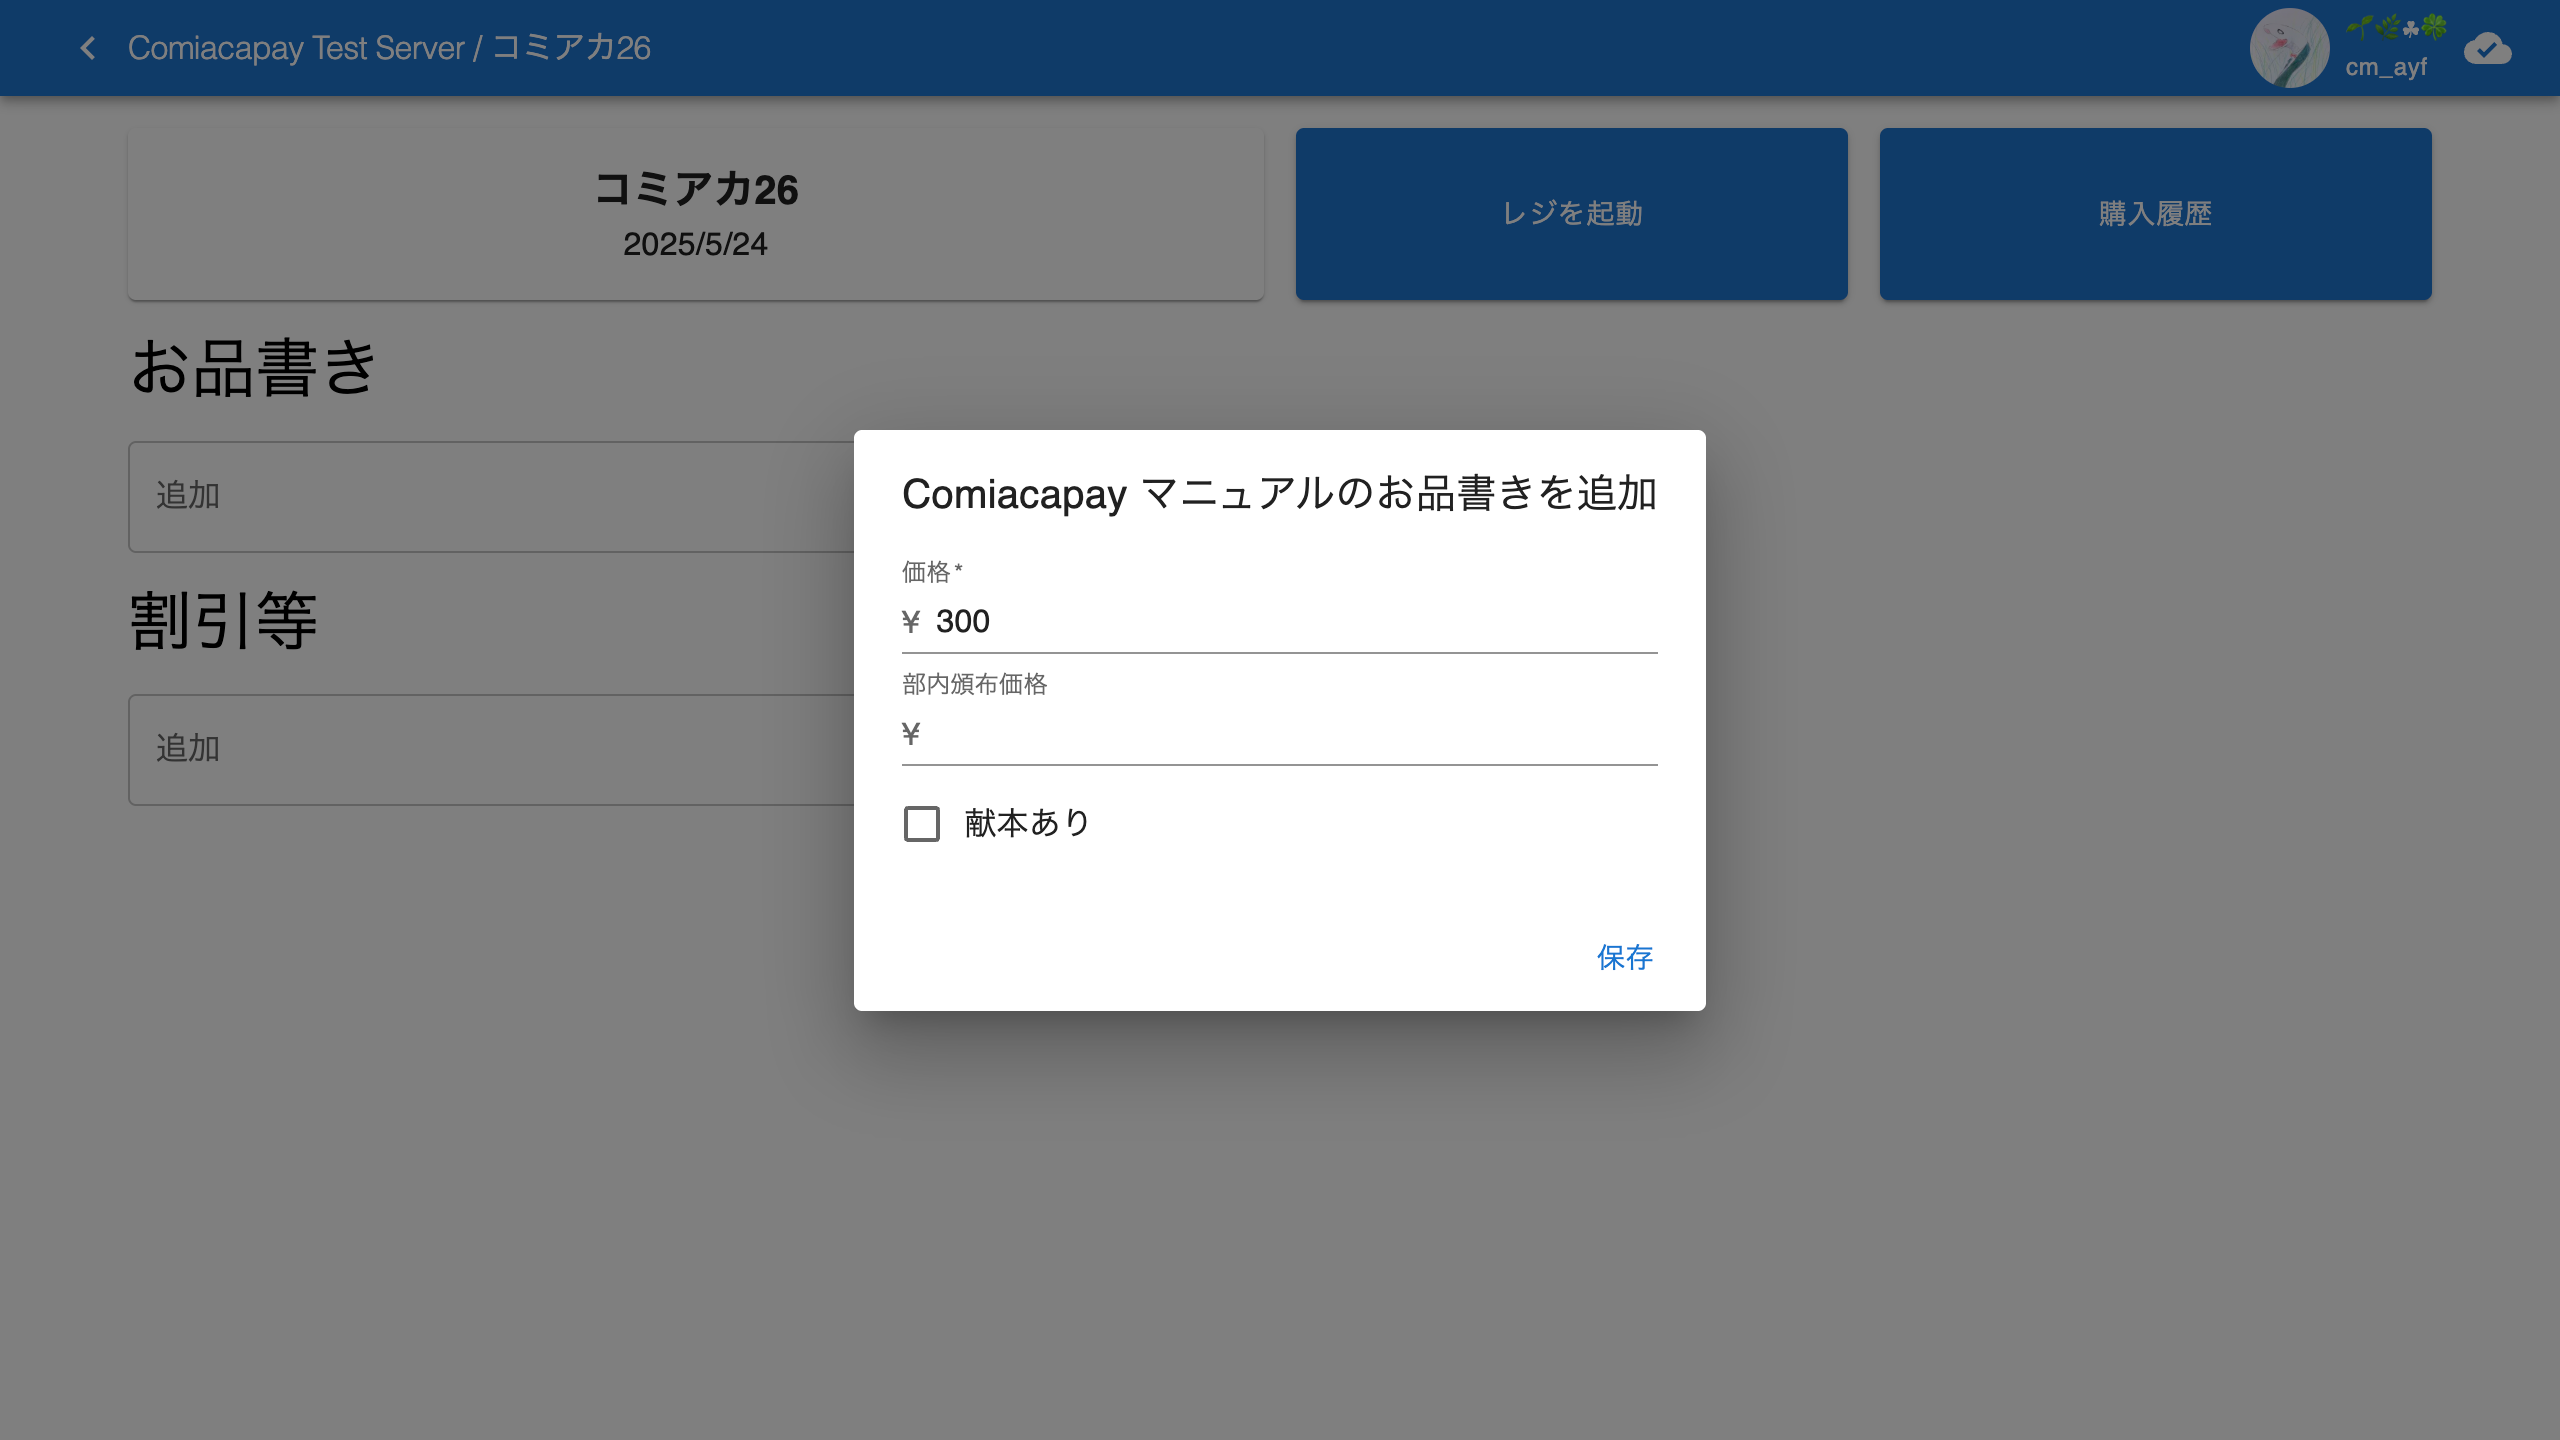 Comiacapay Test Server / コミアカ26
🌱🌿☘🍀
cm_ayf
コミアカ26
2025/5/24
レジを起動
購入履歴
お品書き
追加
割引等
追加
Comiacapay マニュアルのお品書きを追加
価格*
¥ 300
部内頒布価格
¥
献本あり
保存